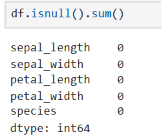 df.isnull().sum()
sepal_length 0
sepal_width 0
petal_length 0
petal_width 0
species 0
dtype: int64